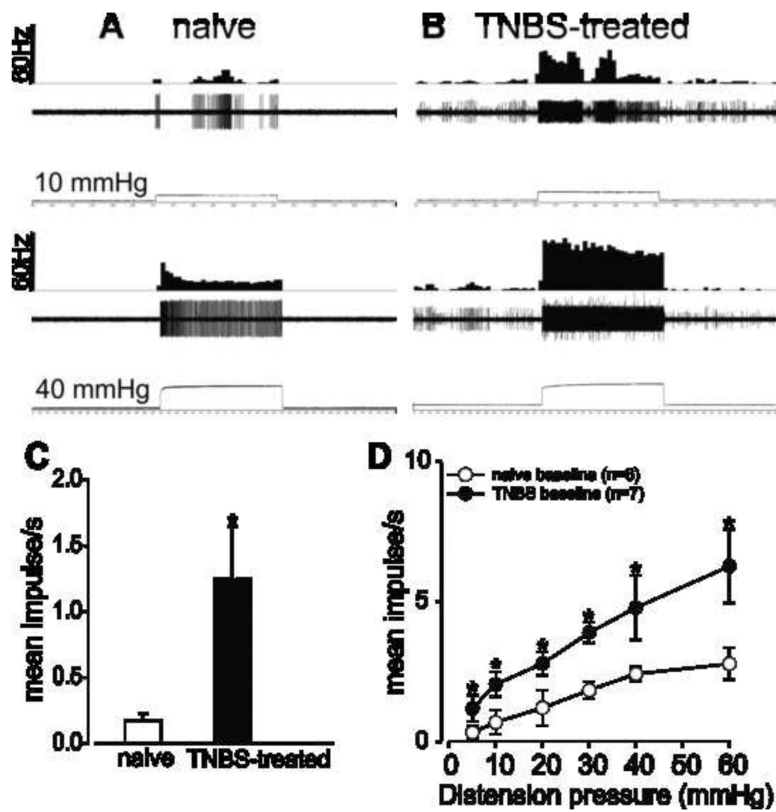 A naive
B TNBS-treated
60Hz
10 mmHg
60Hz
40 mmHg
C
2.0
1.5
1.0
0.5
0.0
mean impulse/s
*
naive TNBS-treated
D
10
5
0
mean impulse/s
naive baseline (n=6)
TNBS baseline (n=7)
* * * * * *
0 10 20 30 40 50 60
Distension pressure (mmHg)